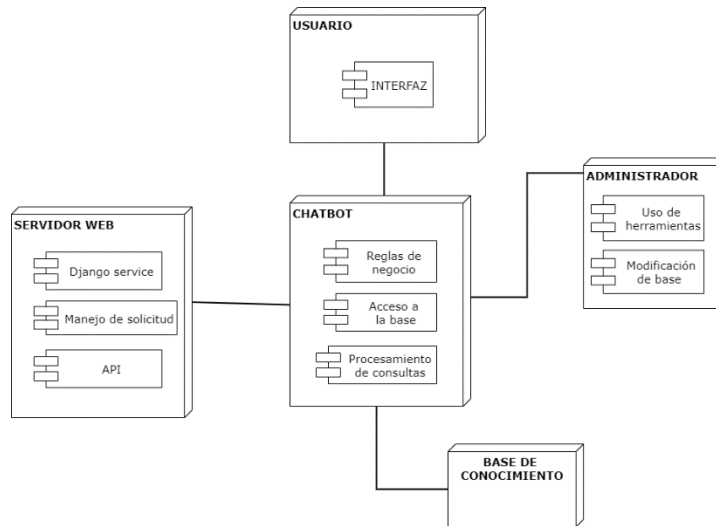 USUARIO
INTERFAZ
ADMINISTRADOR
Uso de
herramientas
Modificación
de base
SERVIDOR WEB
Django service
Manejo de solicitud
API
CHATBOT
Reglas de
negocio
Acceso a
la base
Procesamiento
de consultas
BASE DE
CONOCIMIENTO